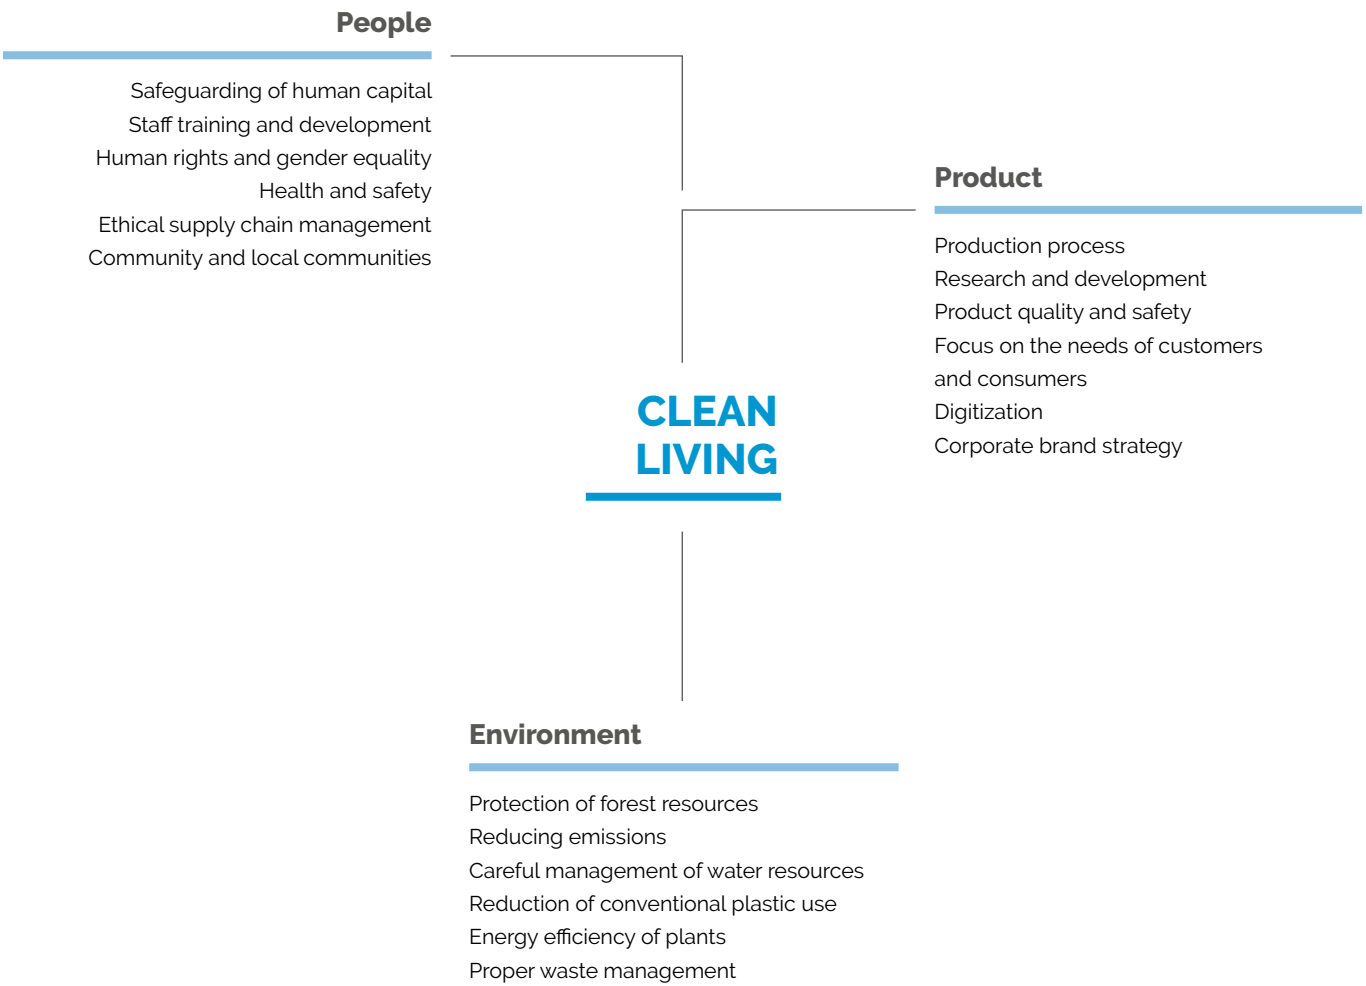 People
Safeguarding of human capital
Staff training and development
Human rights and gender equality
Health and safety
Ethical supply chain management
Community and local communities
Product
Production process
Research and development
Product quality and safety
Focus on the needs of customers
and consumers
Digitization
Corporate brand strategy
CLEAN
LIVING
Environment
Protection of forest resources
Reducing emissions
Careful management of water resources
Reduction of conventional plastic use
Energy efficiency of plants
Proper waste management